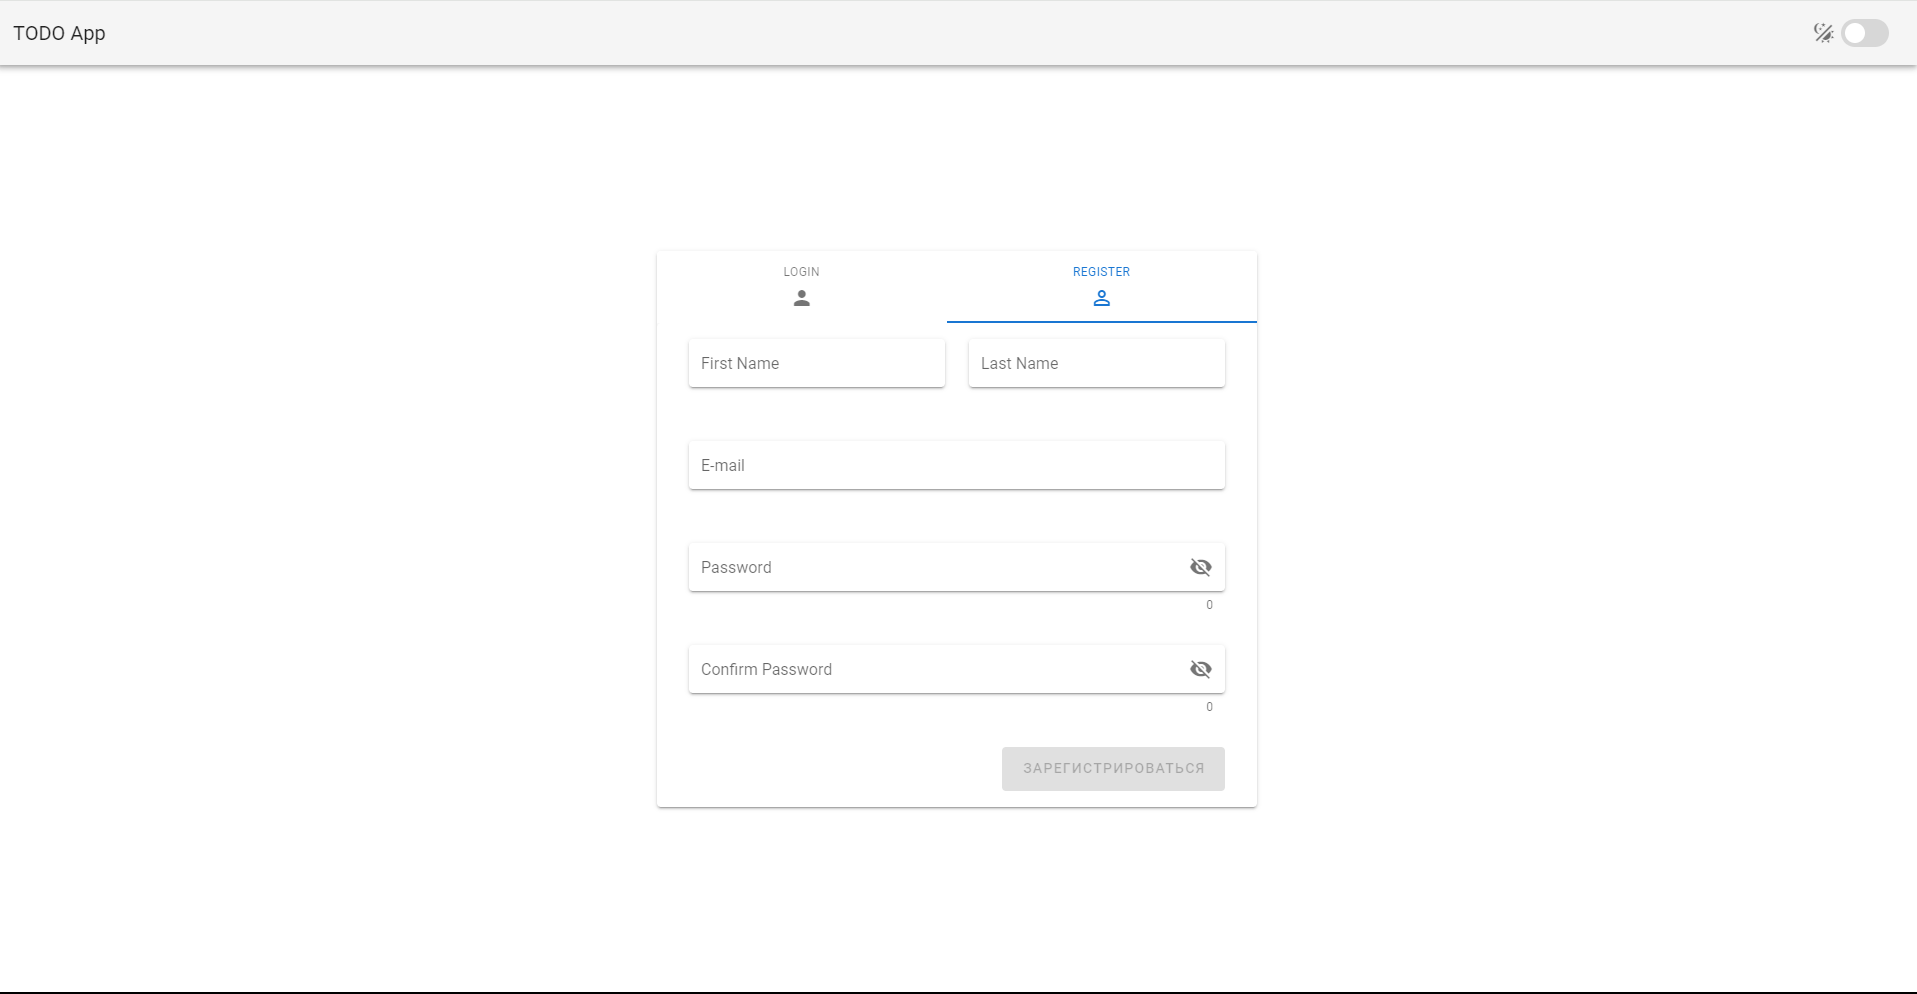 TODO App
LOGIN
REGISTER
First Name
Last Name
E-mail
Password
0
Confirm Password
0
ЗАРЕГИСТРИРОВАТЬСЯ